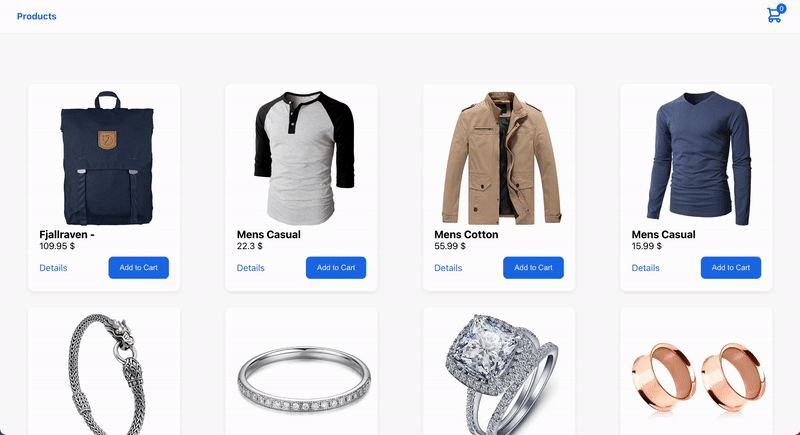 Products
0
Fjallraven -
109.95 $
Details
Add to Cart
Mens Casual
22.3 $
Details
Add to Cart
Mens Cotton
55.99 $
Details
Add to Cart
Mens Casual
15.99 $
Details
Add to Cart